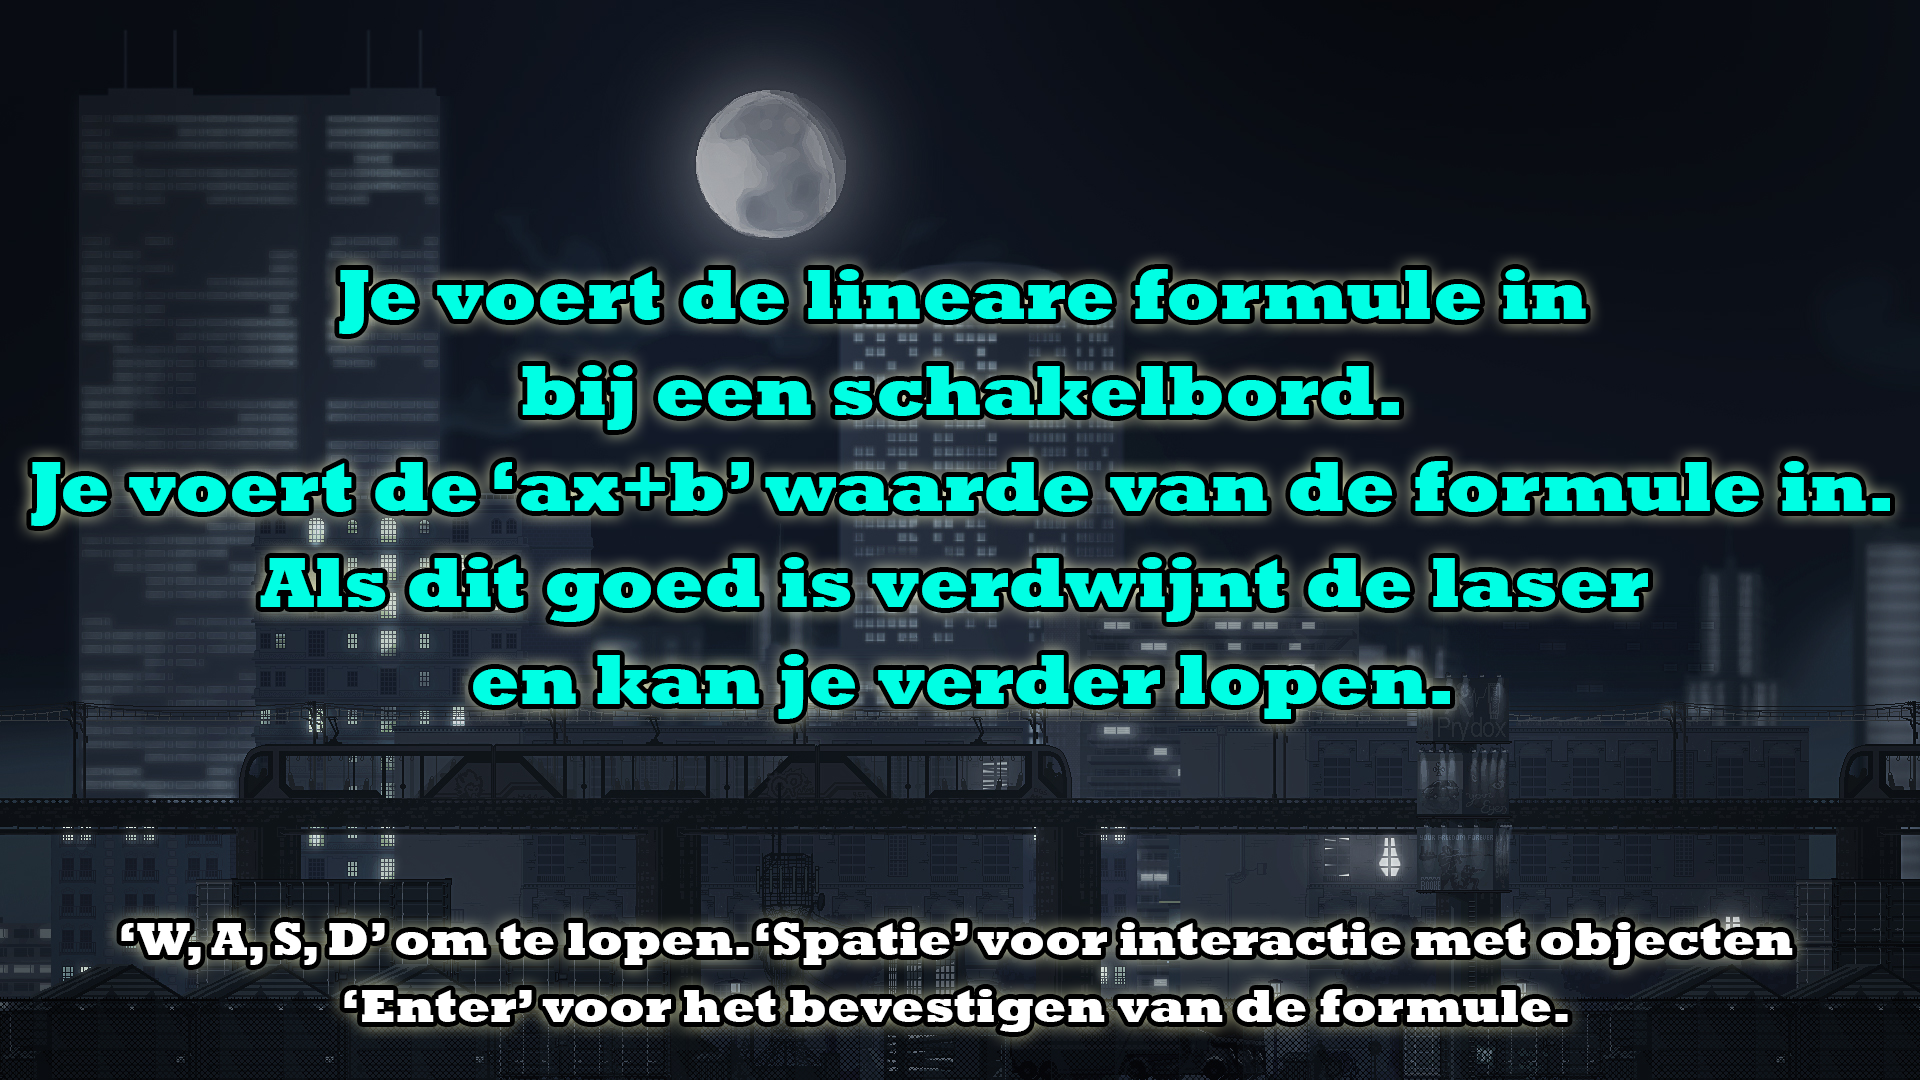 Je voert de lineare formule in
bij een schakelbord.
Je voert de ‘ax+b’ waarde van de formule in.
Als dit goed is verdwijnt de laser
en kan je verder lopen.
Prydox
‘W, A, S, D’ om te lopen. ‘Spatie’ voor interactie met objecten
‘Enter’ voor het bevestigen van de formule.